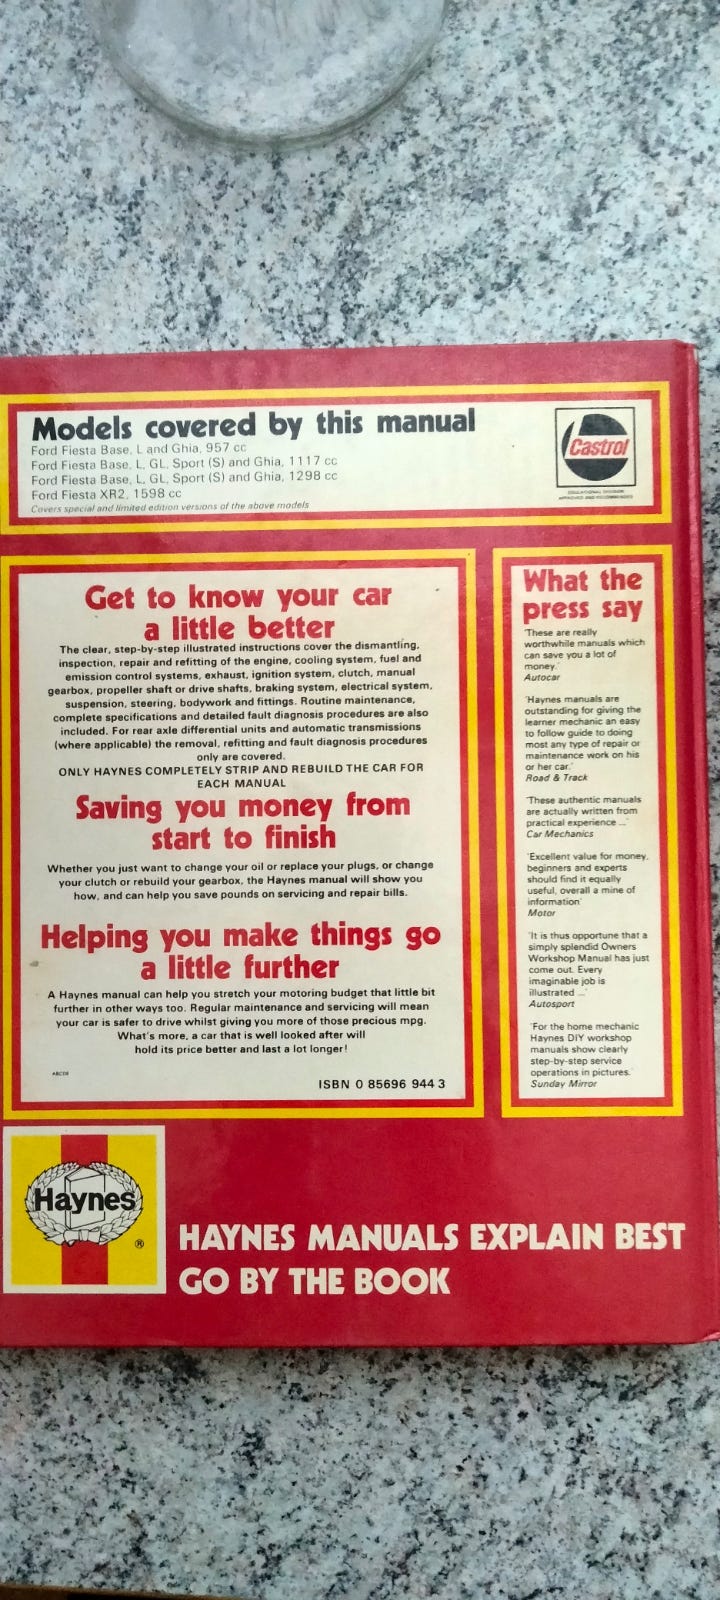 Models covered by this manual
Ford Fiesta Base, L and Ghia, 957 cc
Ford Fiesta Base, L, GL, Sport (S) and Ghia, 1117 cc
Ford Fiesta Base, L, GL, Sport (S) and Ghia, 1298 cc
Ford Fiesta XR2, 1598 cc
Covers special and limited edition versions of the above models
Castrol
EDUCATIONAL DIVISION
APPROVED AND RECOMMENDED
Get to know your car
a little better
The clear, step-by-step illustrated instructions cover the dismantling,
inspection, repair and refitting of the engine, cooling system, fuel and
emission control systems, exhaust, ignition system, clutch, manual
gearbox, propeller shaft or drive shafts, braking system, electrical system,
suspension, steering, bodywork and fittings. Routine maintenance,
complete specifications and detailed fault diagnosis procedures are also
included. For rear axle differential units and automatic transmissions
(where applicable) the removal, refitting and fault diagnosis procedures
only are covered.
ONLY HAYNES COMPLETELY STRIP AND REBUILD THE CAR FOR
EACH MANUAL
Saving you money from
start to finish
Whether you just want to change your oil or replace your plugs, or change
your clutch or rebuild your gearbox, the Haynes manual will show you
how, and can help you save pounds on servicing and repair bills.
Helping you make things go
a little further
A Haynes manual can help you stretch your motoring budget that little bit
further in other ways too. Regular maintenance and servicing will mean
your car is safer to drive whilst giving you more of those precious mpg.
What's more, a car that is well looked after will
hold its price better and last a lot longer!
ISBN 0 85696 944 3
What the
press say
'These are really
worthwhile manuals which
can save you a lot of
money.'
Autocar
'Haynes manuals are
outstanding for giving the
learner mechanic an easy
to follow guide to doing
most any type of repair or
maintenance work on his
or her car.'
Road & Track
'These authentic manuals
are actually written from
practical experience ...'
Car Mechanics
'Excellent value for money,
beginners and experts
should find it equally
useful, overall a mine of
information'
Motor
'It is thus opportune that a
simply splendid Owners
Workshop Manual has just
come out. Every
imaginable job is
illustrated ...'
Autosport
'For the home mechanic
Haynes DIY workshop
manuals show clearly
step-by-step service
operations in pictures.'
Sunday Mirror
Haynes
®
HAYNES MANUALS EXPLAIN BEST
GO BY THE BOOK